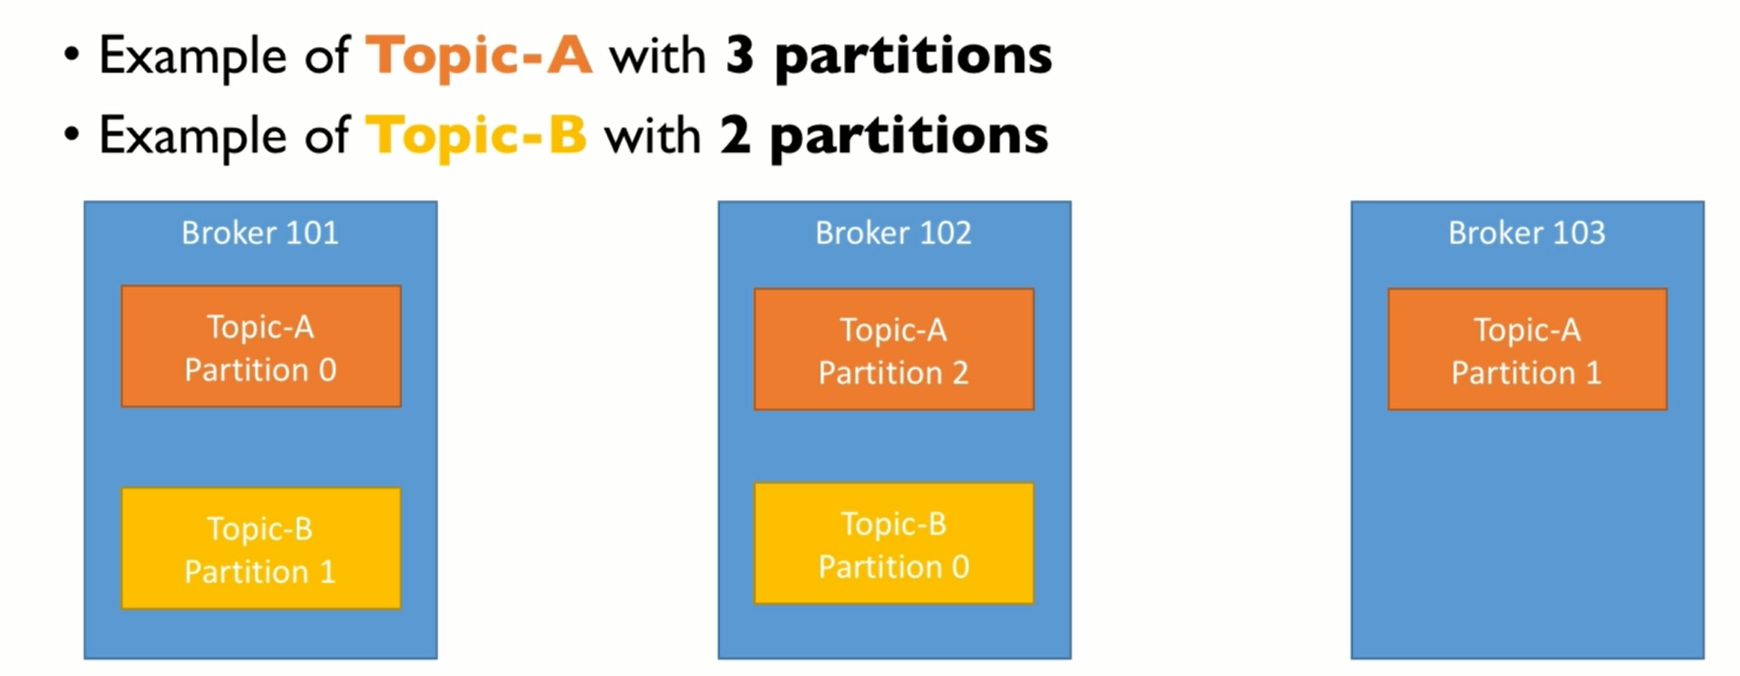 • Example of Topic-A with 3 partitions
• Example of Topic-B with 2 partitions
Broker 101
Topic-A
Partition 0
Topic-B
Partition 1
Broker 102
Topic-A
Partition 2
Topic-B
Partition 0
Broker 103
Topic-A
Partition 1